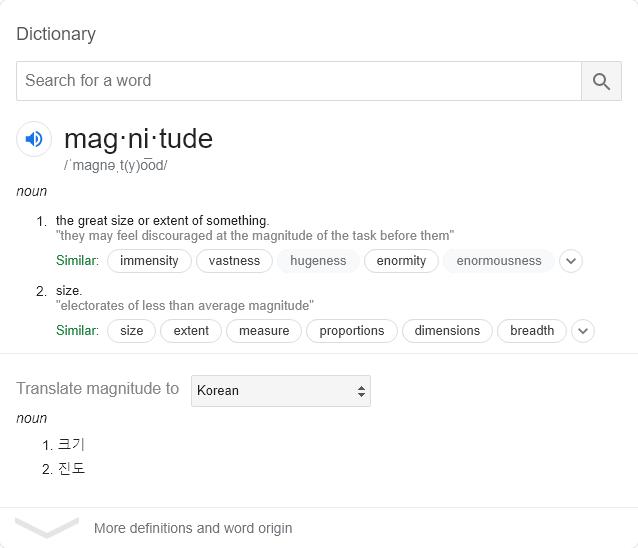 Dictionary
Search for a word
mag·ni·tude
/ˈmaɡnəˌt(y)o͞od/
noun
1. the great size or extent of something.
"they may feel discouraged at the magnitude of the task before them"
Similar: immensity vastness hugeness enormity enormousness
2. size.
"electorates of less than average magnitude"
Similar: size extent measure proportions dimensions breadth
Translate magnitude to Korean
noun
1. 크기
2. 진도
More definitions and word origin